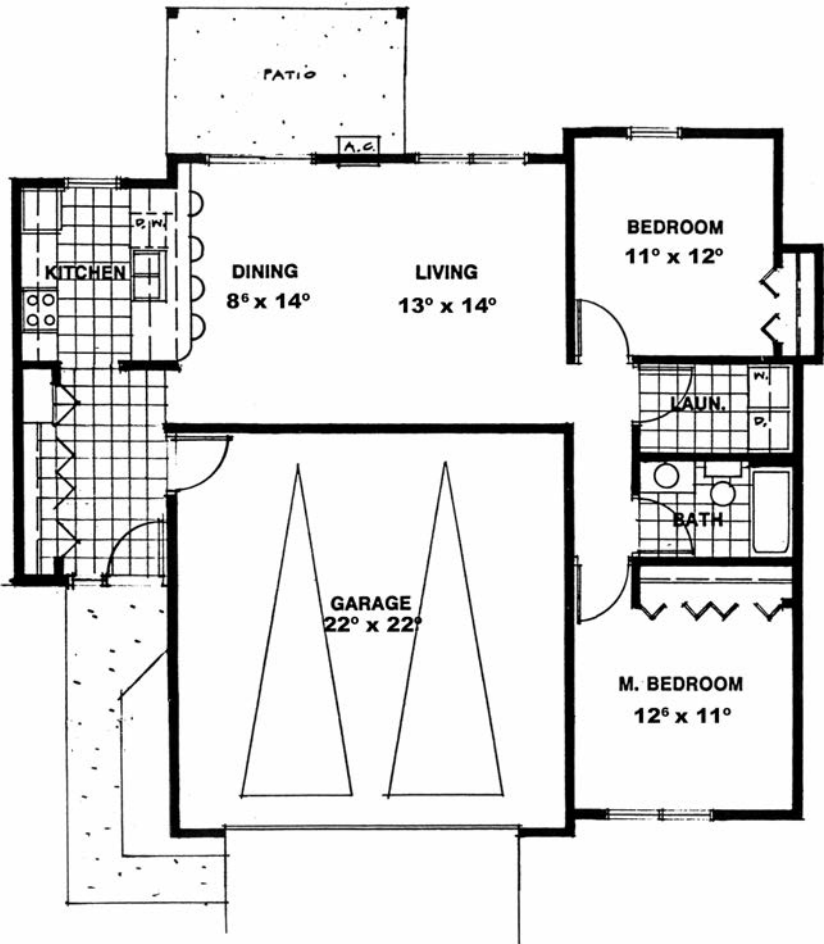 PATIO
A.C.
BEDROOM
11⁰ x 12⁰
D.W.
KITCHEN
DINING
8⁶ x 14⁰
LIVING
13⁰ x 14⁰
W.
LAUN.
D.
BATH
GARAGE
22⁰ x 22⁰
M. BEDROOM
12⁶ x 11⁰